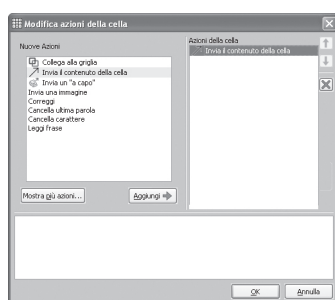 Modifica azioni della cella
Nuove Azioni
Collega alla griglia
Invia il contenuto della cella
Invia un "a capo"
Invia una immagine
Correggi
Cancella ultima parola
Cancella carattere
Leggi frase
Mostra più azioni...
Aggiungi
Azioni della cella
Invia il contenuto della cella
OK
Annulla